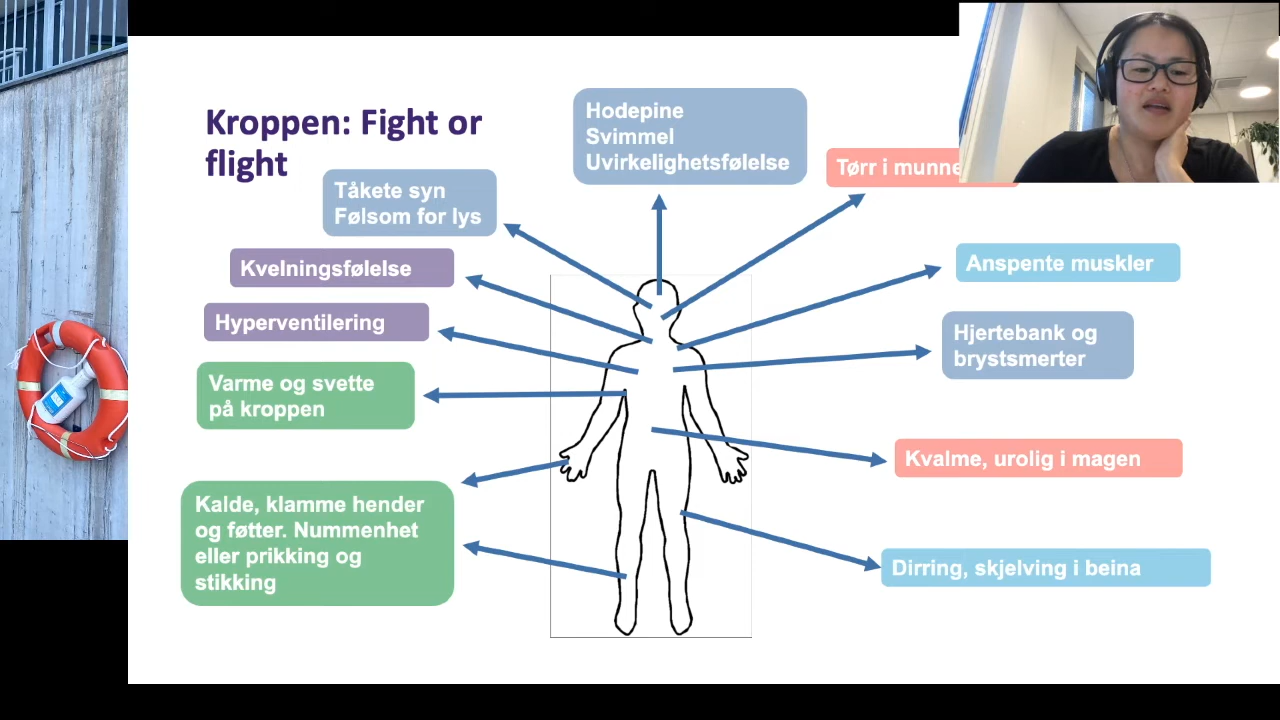 Kroppen: Fight or
flight
Hodepine
Svimmel
Uvirkelighetsfølelse
Tørr i munne
Tåkete syn
Følsom for lys
Kvelningsfølelse
Anspente muskler
Hyperventilering
Hjertebank og
brystsmerter
Varme og svette
på kroppen
Kvalme, urolig i magen
Kalde, klamme hender
og føtter. Nummenhet
eller prikking og
stikking
Dirring, skjelving i beina